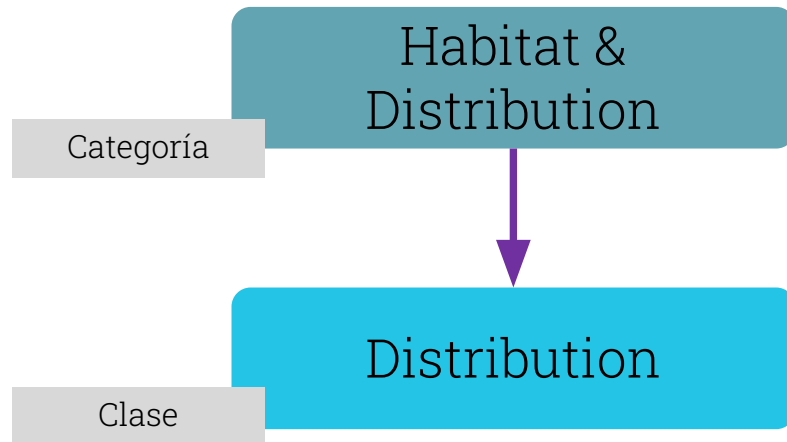 Habitat &
Distribution
Categoría
Distribution
Clase